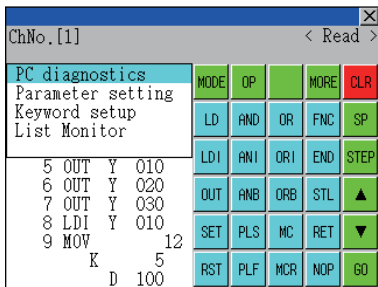 X
ChNo.[1] < Read >
PC diagnostics
Parameter setting
Keyword setup
List Monitor
5 OUT Y 010
6 OUT Y 020
7 OUT Y 030
8 LDI Y 010
9 MOV 12
K 5
D 100
MODE OP MORE CLR
LD AND OR FNC SP
LDI ANI ORI END STEP
OUT ANB ORB STL ▲
SET PLS MC RET ▼
RST PLF MCR NOP GO